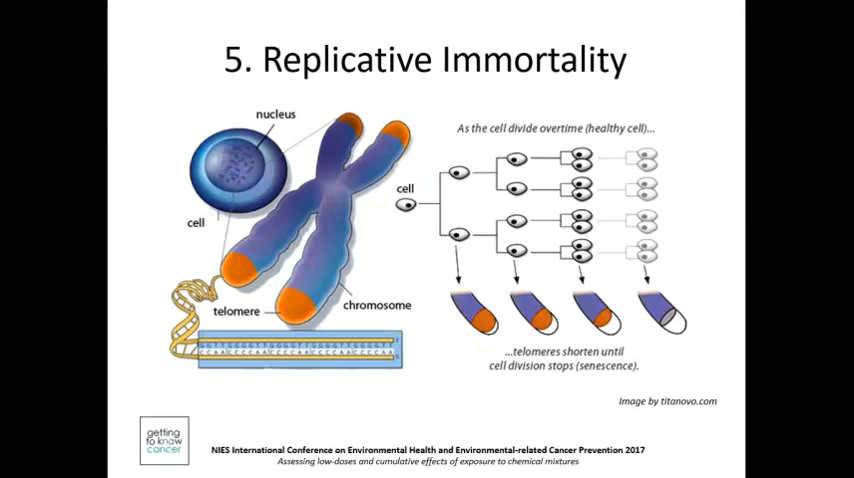 5. Replicative Immortality
nucleus
As the cell divide overtime (healthy cell)...
cell
cell
telomere
chromosome
CCAACCCCAACCCCAACCCCAACCCCAA
...telomeres shorten until
cell division stops (senescence).
Image by titanovo.com
getting
to know
cancer
NIES International Conference on Environmental Health and Environmental-related Cancer Prevention 2017
Assessing low-doses and cumulative effects of exposure to chemical mixtures